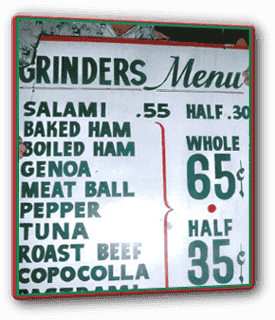 GRINDERS Menu
SALAMI .55 HALF .30
BAKED HAM
BOILED HAM
GENOA
MEAT BALL
PEPPER
TUNA
ROAST BEEF
COPOCOLLA
PASTRAMI
WHOLE
65¢
HALF
35¢